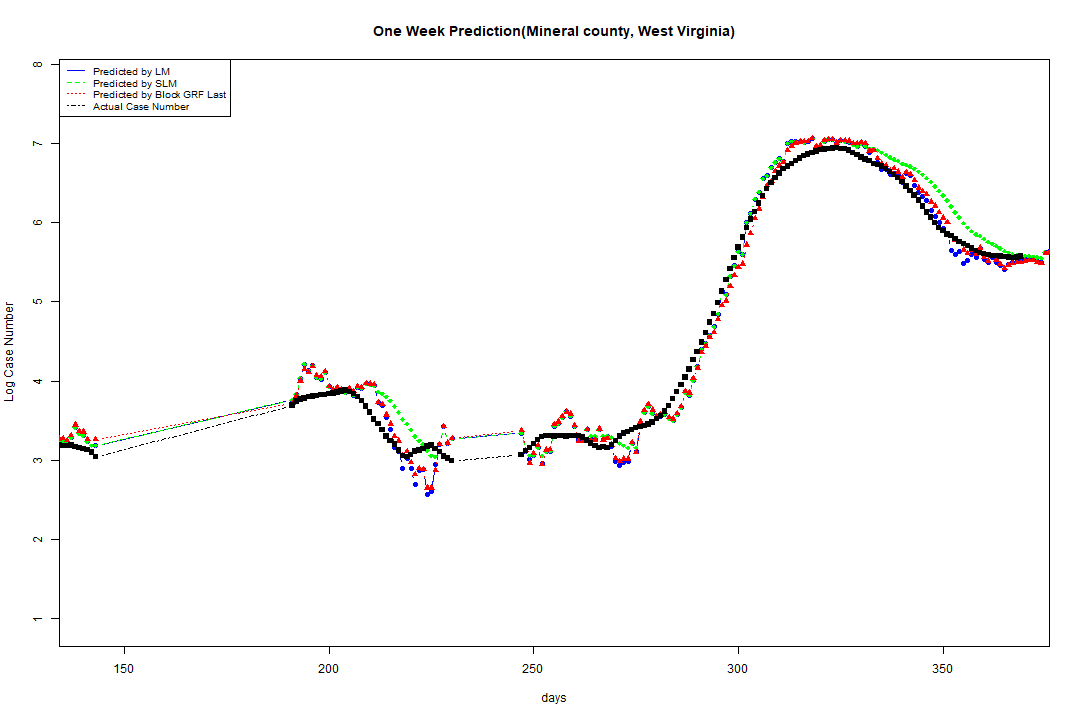 One Week Prediction(Mineral county, West Virginia)
Predicted by LM
Predicted by SLM
Predicted by Block GRF Last
Actual Case Number
Log Case Number
8
7
6
5
4
3
2
1
150 200 250 300 350
days